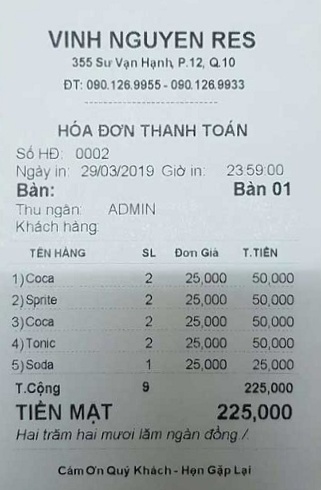 VINH NGUYEN RES
355 Sư Vạn Hạnh, P.12, Q.10
ĐT: 090.126.9955 - 090.126.9933
HÓA ĐƠN THANH TOÁN
Số HĐ: 0002
Ngày in: 29/03/2019 Giờ in: 23:59:00
Bàn: Bàn 01
Thu ngân: ADMIN
Khách hàng:
TÊN HÀNG SL Đơn Giá T.TIỀN
1)Coca 2 25,000 50,000
2)Sprite 2 25,000 50,000
3)Coca 2 25,000 50,000
4)Tonic 2 25,000 50,000
5)Soda 1 25,000 25,000
T.Cộng 9 225,000
TIỀN MẶT 225,000
Hai trăm hai mươi lăm ngàn đồng./.
Cám Ơn Quý Khách - Hẹn Gặp Lại